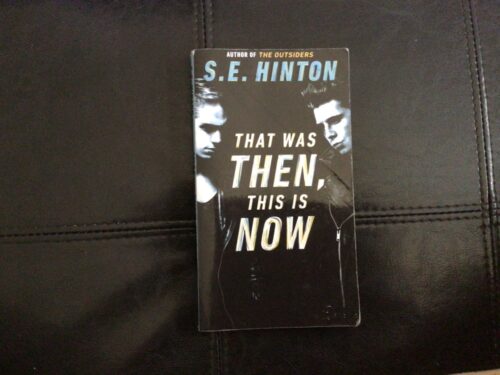 AUTHOR OF THE OUTSIDERS
S.E. HINTON
THAT WAS
THEN,
THIS IS
NOW